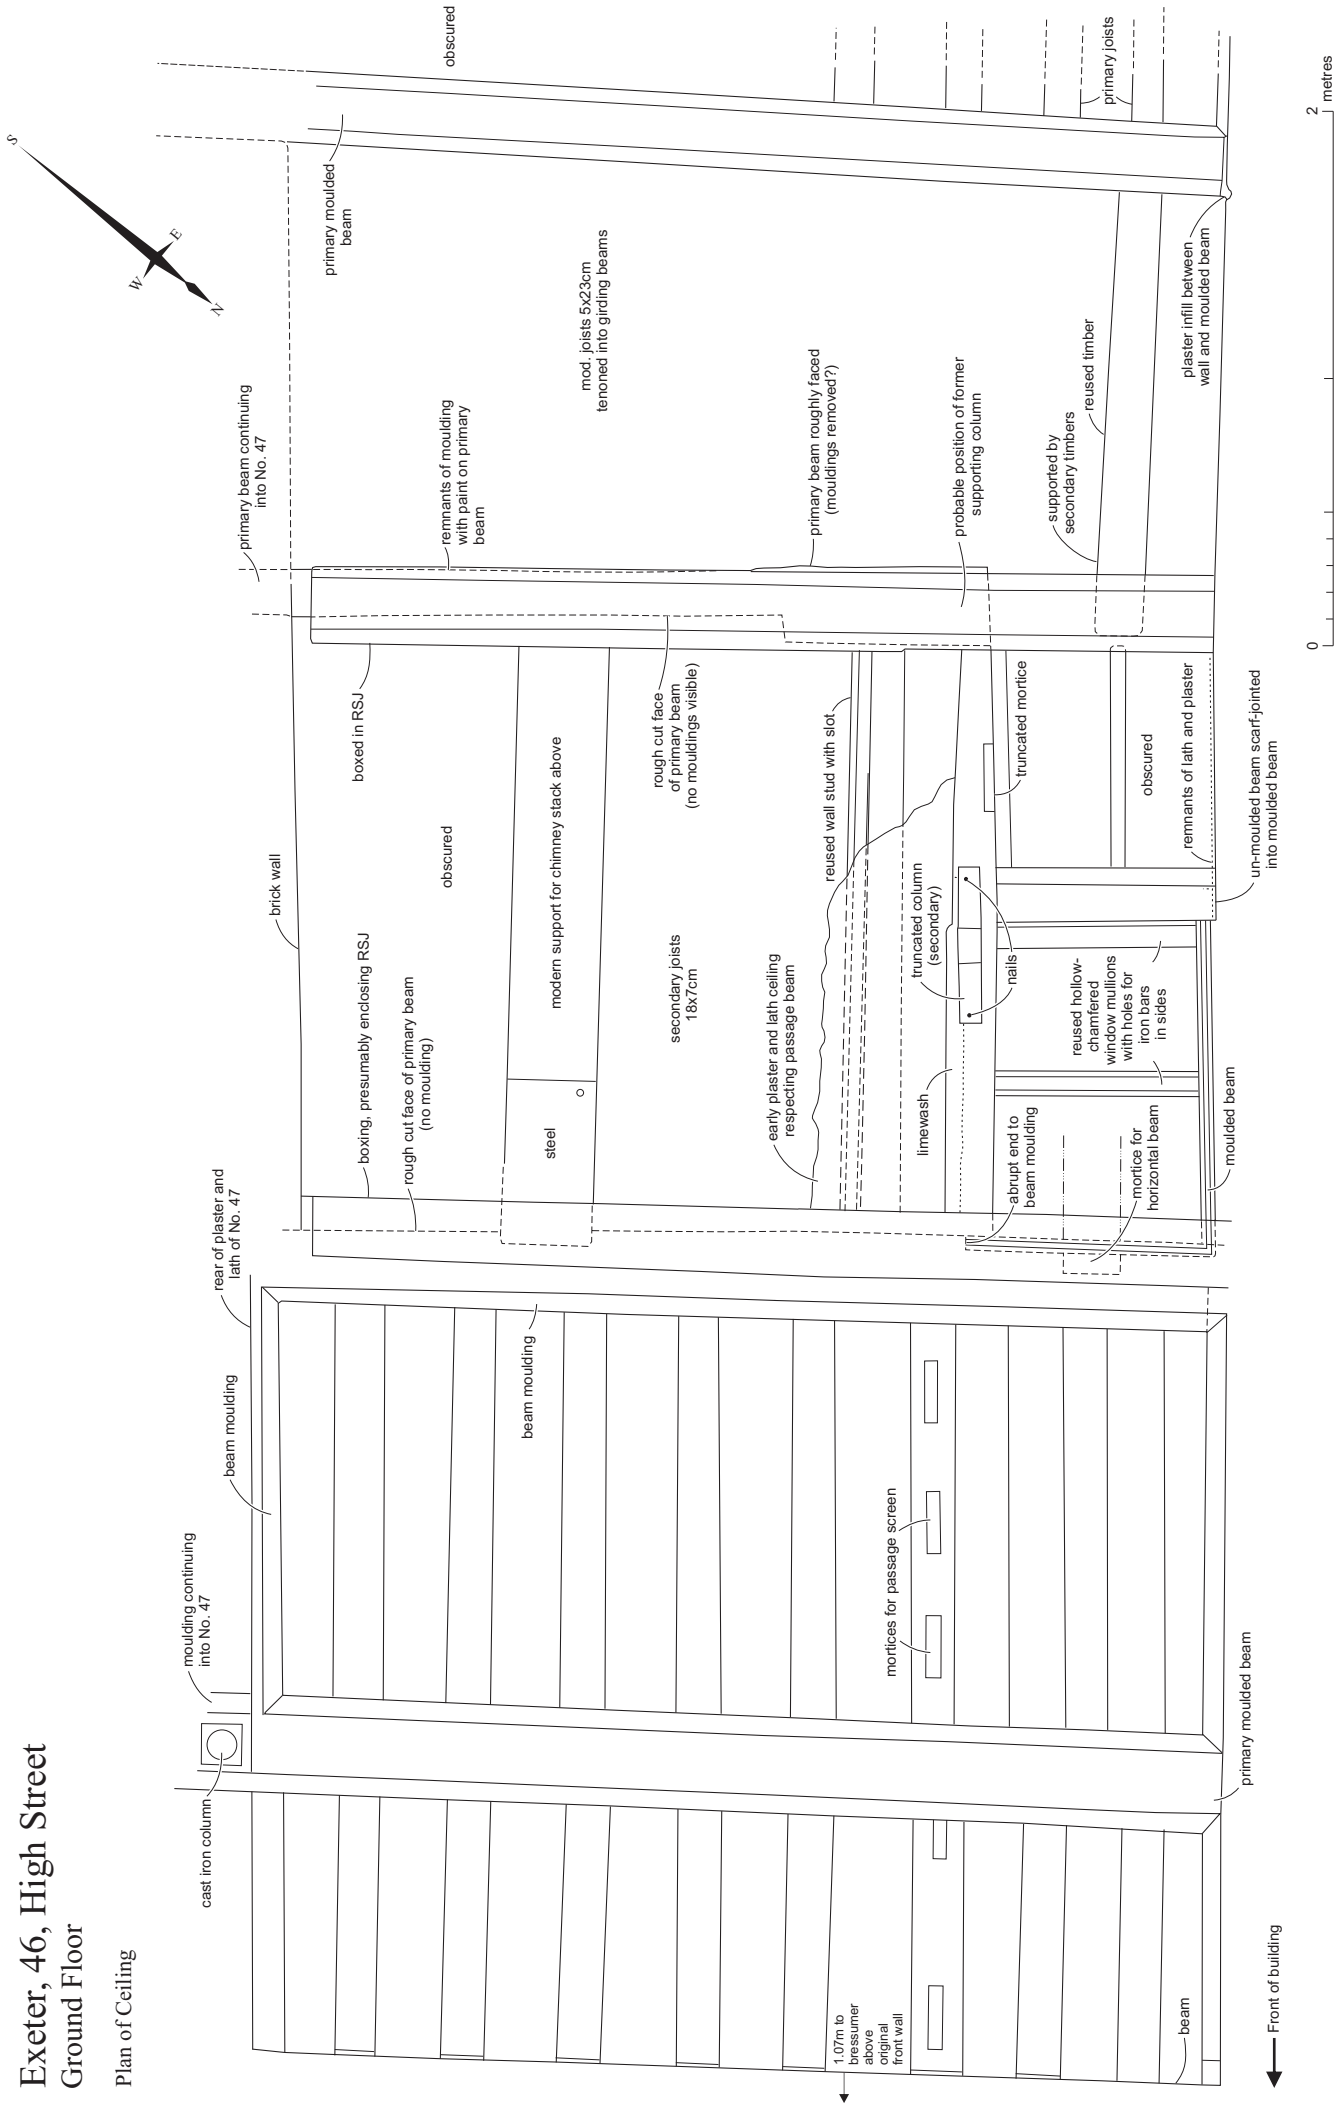 Exeter, 46, High Street
Ground Floor
Plan of Ceiling
cast iron column
moulding continuing
into No. 47
beam moulding
rear of plaster and
lath of No. 47
brick wall
primary beam continuing
into No. 47
S
W
E
N
boxing, presumably enclosing RSJ
boxed in RSJ
primary moulded
beam
obscured
rough cut face of primary beam
(no moulding)
obscured
remnants of moulding
with paint on primary
beam
beam moulding
steel
modern support for chimney stack above
mod. joists 5x23cm
tenoned into girding beams
secondary joists
18x7cm
rough cut face
of primary beam
(no mouldings visible)
early plaster and lath ceiling
respecting passage beam
reused wall stud with slot
primary beam roughly faced
(mouldings removed?)
1.07m to
bressumer
above
original
front wall
mortices for passage screen
limewash
truncated column
(secondary)
probable position of former
supporting column
nails
truncated mortice
abrupt end to
beam moulding
supported by
secondary timbers
reused timber
primary joists
reused hollow-
chamfered
window mullions
with holes for
iron bars
in sides
mortice for
horizontal beam
obscured
remnants of lath and plaster
plaster infill between
wall and moulded beam
beam
primary moulded beam
moulded beam
un-moulded beam scarf-jointed
into moulded beam
Front of building
0
2
metres